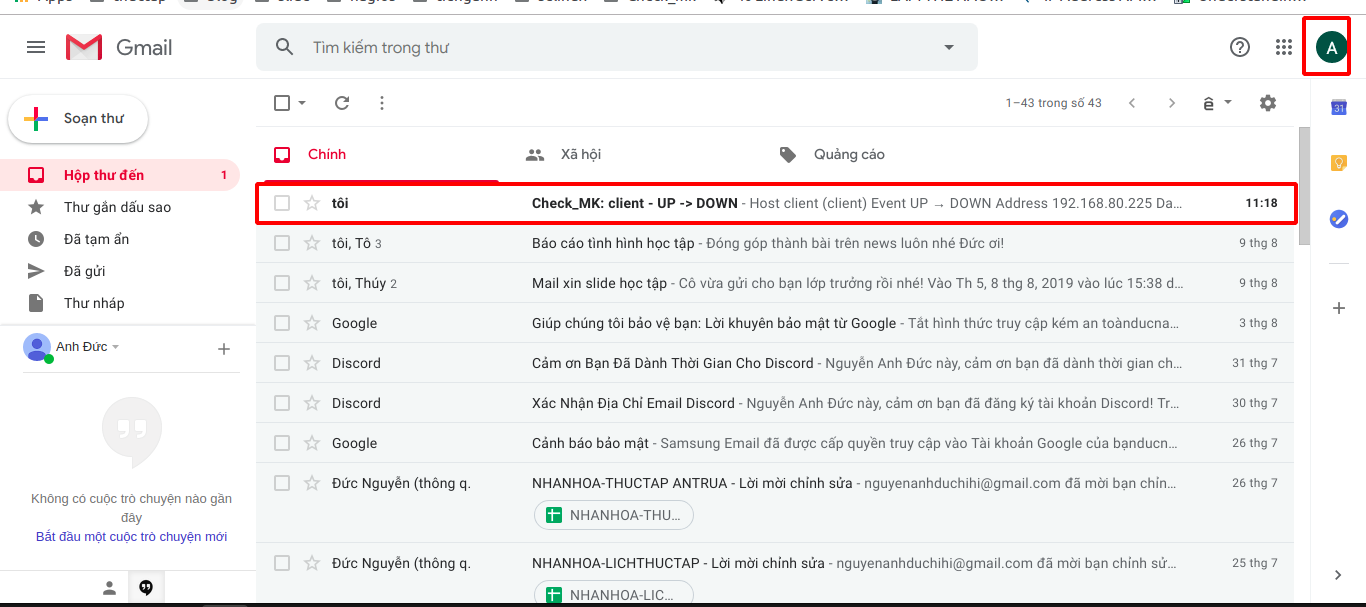 Gmail
Tìm kiếm trong thư
A
Soạn thư
1–43 trong số 43
31
Chính
Xã hội
Quảng cáo
Hộp thư đến 1
Thư gắn dấu sao
Đã tạm ẩn
Đã gửi
Thư nháp
Anh Đức
Không có cuộc trò chuyện nào gần
đây
Bắt đầu một cuộc trò chuyện mới
tôi Check_MK: client - UP -> DOWN - Host client (client) Event UP → DOWN Address 192.168.80.225 Da... 11:18
tôi, Tô 3 Báo cáo tình hình học tập - Đóng góp thành bài trên news luôn nhé Đức ơi! 9 thg 8
tôi, Thúy 2 Mail xin slide học tập - Cô vừa gửi cho bạn lớp trưởng rồi nhé! Vào Th 5, 8 thg 8, 2019 vào lúc 15:38 d... 9 thg 8
Google Giúp chúng tôi bảo vệ bạn: Lời khuyên bảo mật từ Google - Tắt hình thức truy cập kém an toànducna... 3 thg 8
Discord Cảm ơn Bạn Đã Dành Thời Gian Cho Discord - Nguyễn Anh Đức này, cảm ơn bạn đã dành thời gian ch... 31 thg 7
Discord Xác Nhận Địa Chỉ Email Discord - Nguyễn Anh Đức này, cảm ơn bạn đã đăng ký tài khoản Discord! Tr... 30 thg 7
Google Cảnh báo bảo mật - Samsung Email đã được cấp quyền truy cập vào Tài khoản Google của bạnducn... 26 thg 7
Đức Nguyễn (thông q. NHANHOA-THUCTAP ANTRUA - Lời mời chỉnh sửa - nguyenanhduchihi@gmail.com đã mời bạn chỉn... 26 thg 7
NHANHOA-THU...
Đức Nguyễn (thông q. NHANHOA-LICHTHUCTAP - Lời mời chỉnh sửa - nguyenanhduchihi@gmail.com đã mời bạn chỉnh sử... 25 thg 7
NHANHOA-LIC...